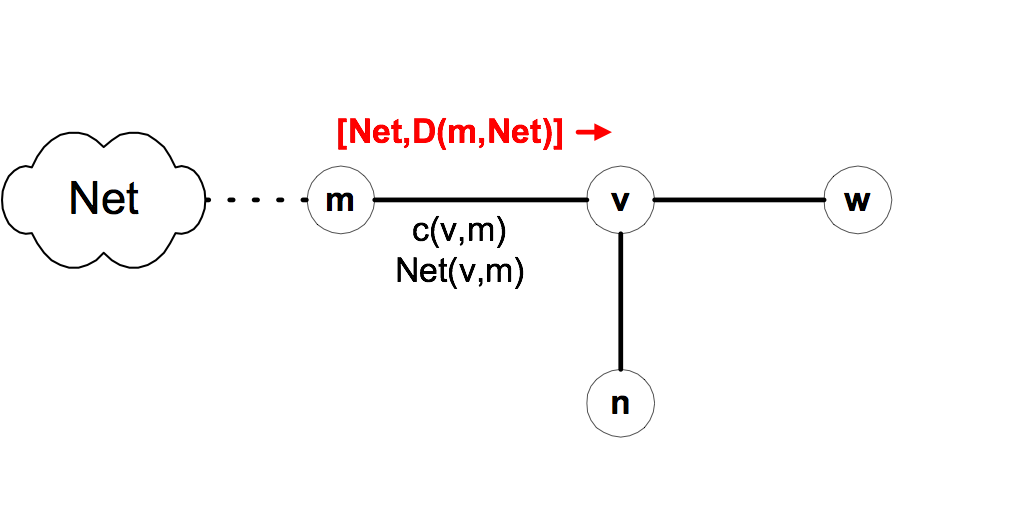 [Net,D(m,Net)]
Net
m
v
w
c(v,m)
Net(v,m)
n